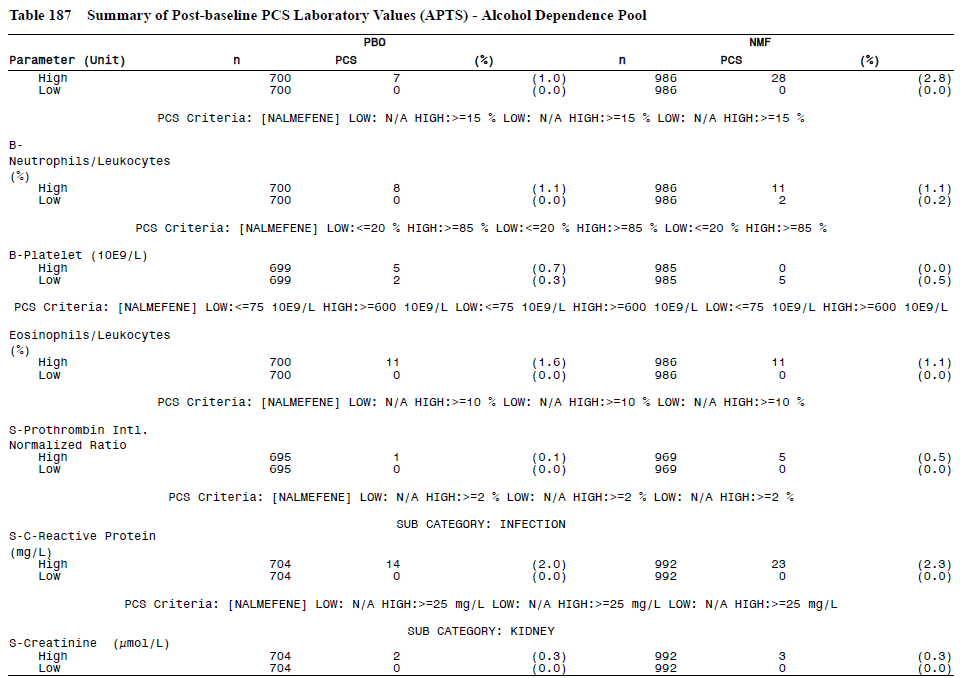 Table 187 Summary of Post-baseline PCS Laboratory Values (APTS) - Alcohol Dependence Pool
PBO NMF
Parameter (Unit) n PCS (%) n PCS (%)
High 700 7 (1.0) 986 28 (2.8)
Low 700 0 (0.0) 986 0 (0.0)
PCS Criteria: [NALMEFENE] LOW: N/A HIGH:>=15 % LOW: N/A HIGH:>=15 % LOW: N/A HIGH:>=15 %
B-
Neutrophils/Leukocytes
(%)
High 700 8 (1.1) 986 11 (1.1)
Low 700 0 (0.0) 986 2 (0.2)
PCS Criteria: [NALMEFENE] LOW:<=20 % HIGH:>=85 % LOW:<=20 % HIGH:>=85 % LOW:<=20 % HIGH:>=85 %
B-Platelet (10E9/L)
High 699 5 (0.7) 985 0 (0.0)
Low 699 2 (0.3) 985 5 (0.5)
PCS Criteria: [NALMEFENE] LOW:<=75 10E9/L HIGH:>=600 10E9/L LOW:<=75 10E9/L HIGH:>=600 10E9/L LOW:<=75 10E9/L HIGH:>=600 10E9/L
Eosinophils/Leukocytes
(%)
High 700 11 (1.6) 986 11 (1.1)
Low 700 0 (0.0) 986 0 (0.0)
PCS Criteria: [NALMEFENE] LOW: N/A HIGH:>=10 % LOW: N/A HIGH:>=10 % LOW: N/A HIGH:>=10 %
S-Prothrombin Intl.
Normalized Ratio
High 695 1 (0.1) 969 5 (0.5)
Low 695 0 (0.0) 969 0 (0.0)
PCS Criteria: [NALMEFENE] LOW: N/A HIGH:>=2 % LOW: N/A HIGH:>=2 % LOW: N/A HIGH:>=2 %
SUB CATEGORY: INFECTION
S-C-Reactive Protein
(mg/L)
High 704 14 (2.0) 992 23 (2.3)
Low 704 0 (0.0) 992 0 (0.0)
PCS Criteria: [NALMEFENE] LOW: N/A HIGH:>=25 mg/L LOW: N/A HIGH:>=25 mg/L LOW: N/A HIGH:>=25 mg/L
SUB CATEGORY: KIDNEY
S-Creatinine (µmol/L)
High 704 2 (0.3) 992 3 (0.3)
Low 704 0 (0.0) 992 0 (0.0)